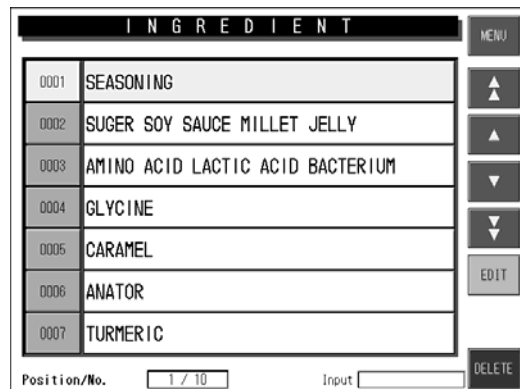 INGREDIENT
MENU
0001 SEASONING
0002 SUGER SOY SAUCE MILLET JELLY
0003 AMINO ACID LACTIC ACID BACTERIUM
0004 GLYCINE
0005 CARAMEL
EDIT
0006 ANATOR
0007 TURMERIC
Position/No. 1 / 10 Input
DELETE